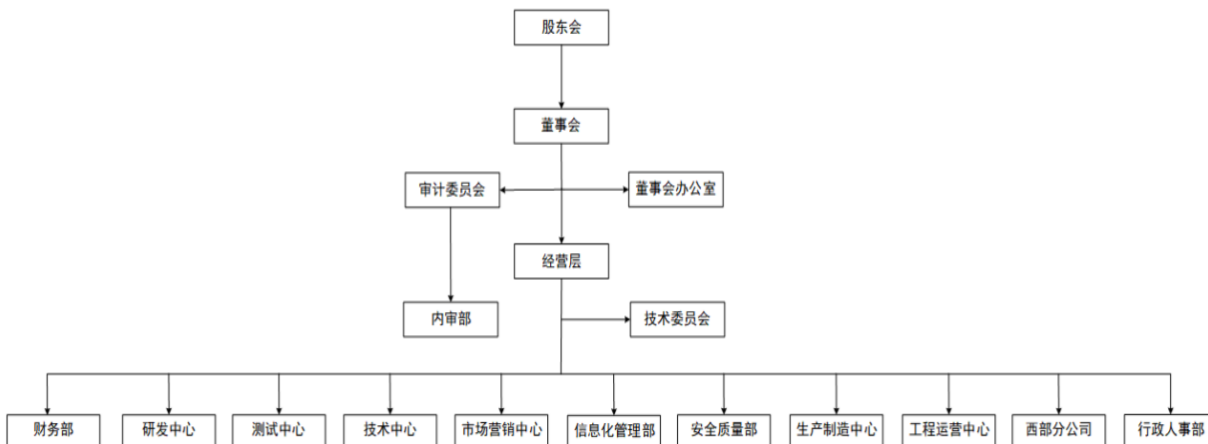 股东会
董事会
审计委员会
董事会办公室
经营层
内审部
技术委员会
财务部
研发中心
测试中心
技术中心
市场营销中心
信息化管理部
安全质量部
生产制造中心
工程运营中心
西部分公司
行政人事部